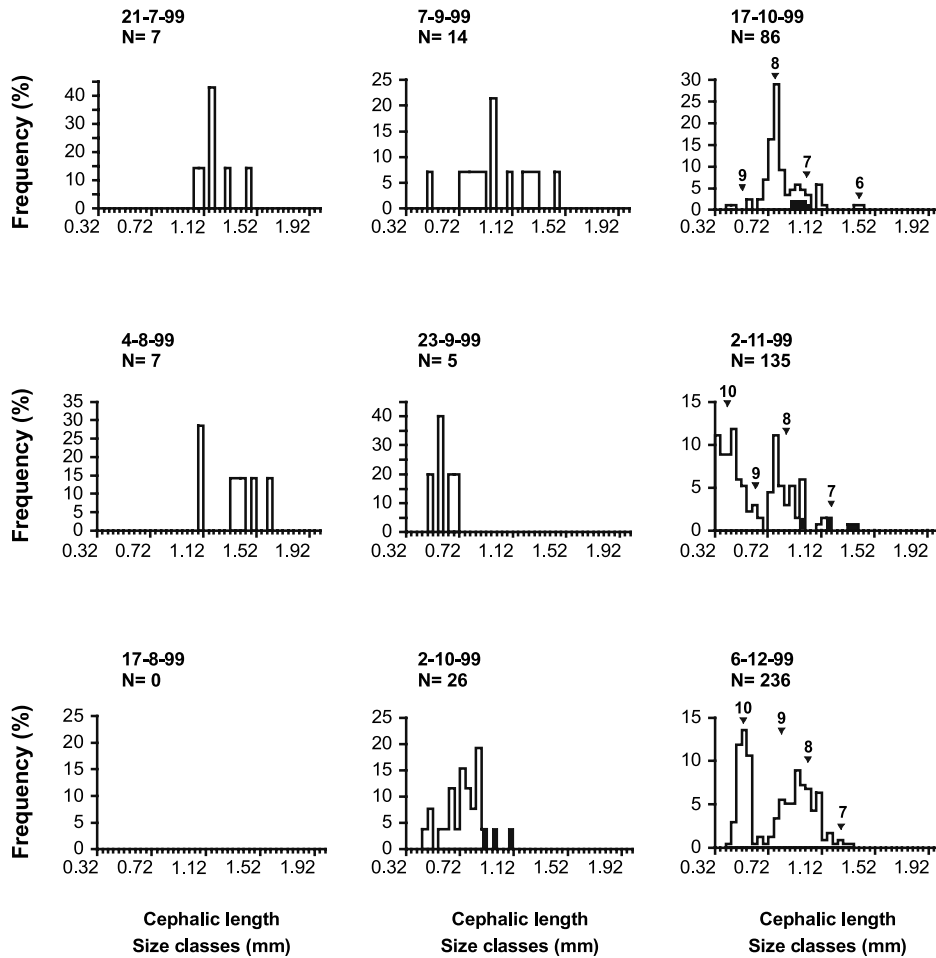 21-7-99
N= 7
7-9-99
N= 14
17-10-99
N= 86
Frequency (%)
40
30
20
10
0
0.32 0.72 1.12 1.52 1.92
25
20
15
10
5
0
0.32 0.72 1.12 1.52 1.92
30
25
20
15
10
5
0
9 8 7 6
0.32 0.72 1.12 1.52 1.92
4-8-99
N= 7
23-9-99
N= 5
2-11-99
N= 135
Frequency (%)
35
30
25
20
15
10
5
0
0.32 0.72 1.12 1.52 1.92
40
30
20
10
0
0.32 0.72 1.12 1.52 1.92
15
10
5
0
10 9 8 7
0.32 0.72 1.12 1.52 1.92
17-8-99
N= 0
2-10-99
N= 26
6-12-99
N= 236
Frequency (%)
25
20
15
10
5
0
0.32 0.72 1.12 1.52 1.92
25
20
15
10
5
0
0.32 0.72 1.12 1.52 1.92
15
10
5
0
10 9 8 7
0.32 0.72 1.12 1.52 1.92
Cephalic length
Size classes (mm)
Cephalic length
Size classes (mm)
Cephalic length
Size classes (mm)